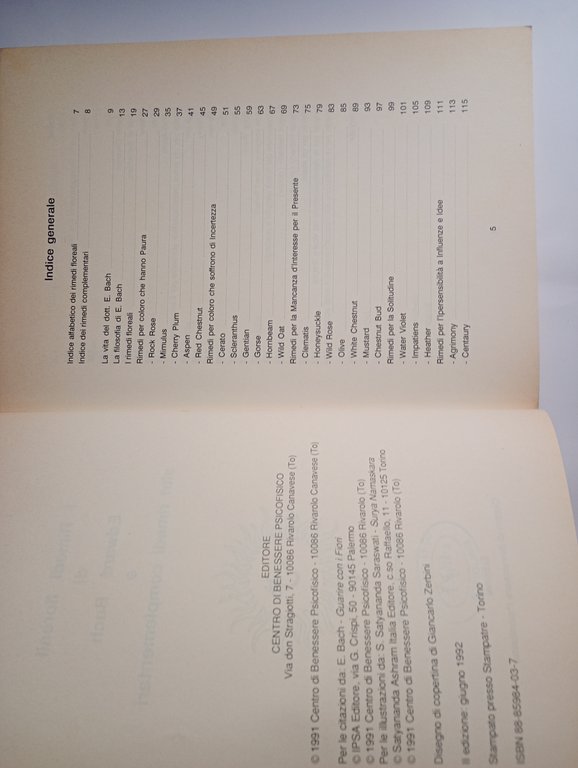 EDITORE
CENTRO DI BENESSERE PSICOFISICO
Via don Stragiotti, 7 - 10086 Rivarolo Canavese (To)
© 1991 Centro di Benessere Psicofisico - 10086 Rivarolo Canavese (To)
Per le citazioni da: E. Bach - Guarire con i Fiori
© IPSA Editore, via G. Crispi, 50 - 90145 Palermo
© 1991 Centro di Benessere Psicofisico - 10086 Rivarolo (To)
Per le illustrazioni da: S. Satyananda Saraswati - Surya Namaskara
© Satyananda Ashram Italia Editore, c.so Raffaello, 11 - 10125 Torino
© 1991 Centro di Benessere Psicofisico - 10086 Rivarolo (To)
Disegno di copertina di Giancarlo Zerbini
II edizione: giugno 1992
Stampato presso Stampatre - Torino
ISBN 88-85984-03-7
Indice generale
Indice alfabetico dei rimedi floreali 7
Indice dei rimedi complementari 8
La vita del dott. E. Bach 9
La filosofia di E. Bach 13
I rimedi floreali 19
Rimedi per coloro che hanno Paura 27
- Rock Rose 29
- Mimulus 35
- Cherry Plum 37
- Aspen 41
- Red Chestnut 45
Rimedi per coloro che soffrono di Incertezza 49
- Cerato 51
- Scleranthus 55
- Gentian 59
- Gorse 63
- Hornbeam 67
- Wild Oat 69
Rimedi per la Mancanza d'Interesse per il Presente 73
- Clematis 75
- Honeysuckle 79
- Wild Rose 83
- Olive 85
- White Chestnut 89
- Mustard 93
- Chestnut Bud 97
Rimedi per la Solitudine 99
- Water Violet 101
- Impatiens 105
- Heather 109
Rimedi per l'Ipersensibilità a Influenze e Idee 111
- Agrimony 113
- Centaury 115
5